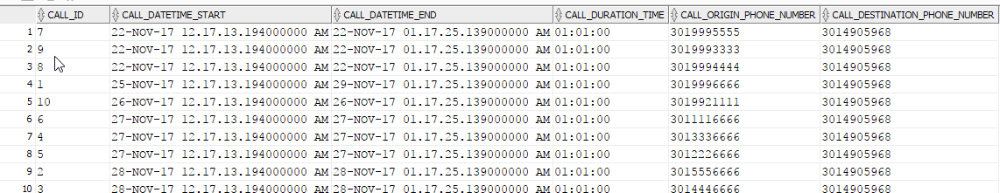 CALL_ID CALL_DATETIME_START CALL_DATETIME_END CALL_DURATION_TIME CALL_ORIGIN_PHONE_NUMBER CALL_DESTINATION_PHONE_NUMBER
1 7 22-NOV-17 12.17.13.194000000 AM 22-NOV-17 01.17.25.139000000 AM 01:01:00 3019995555 3014905968
2 9 22-NOV-17 12.17.13.194000000 AM 22-NOV-17 01.17.25.139000000 AM 01:01:00 3019993333 3014905968
3 8 22-NOV-17 12.17.13.194000000 AM 22-NOV-17 01.17.25.139000000 AM 01:01:00 3019994444 3014905968
4 1 25-NOV-17 12.17.13.194000000 AM 29-NOV-17 01.17.25.139000000 AM 01:01:00 3019996666 3014905968
5 10 26-NOV-17 12.17.13.194000000 AM 26-NOV-17 01.17.25.139000000 AM 01:01:00 3019921111 3014905968
6 6 27-NOV-17 12.17.13.194000000 AM 27-NOV-17 01.17.25.139000000 AM 01:01:00 3011116666 3014905968
7 4 27-NOV-17 12.17.13.194000000 AM 27-NOV-17 01.17.25.139000000 AM 01:01:00 3013336666 3014905968
8 5 27-NOV-17 12.17.13.194000000 AM 27-NOV-17 01.17.25.139000000 AM 01:01:00 3012226666 3014905968
9 2 28-NOV-17 12.17.13.194000000 AM 28-NOV-17 01.17.25.139000000 AM 01:01:00 3015556666 3014905968
10 3 28-NOV-17 12.17.13.194000000 AM 28-NOV-17 01.17.25.139000000 AM 01:01:00 3014446666 3014905968